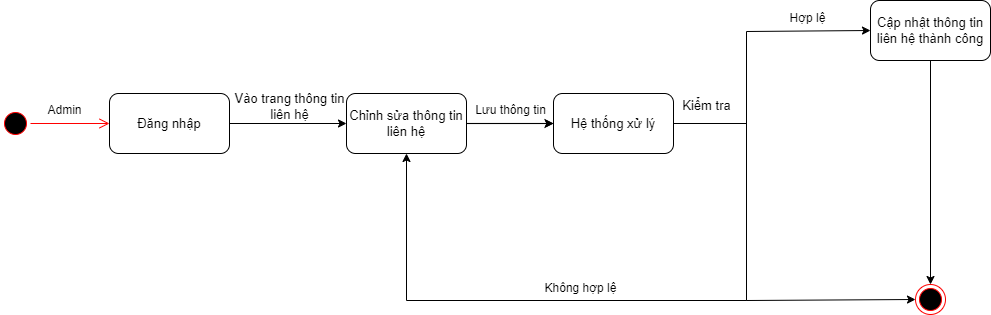 Admin
Đăng nhập
Vào trang thông tin
liên hệ
Chỉnh sửa thông tin
liên hệ
Lưu thông tin
Hệ thống xử lý
Kiểm tra
Hợp lệ
Cập nhật thông tin
liên hệ thành công
Không hợp lệ